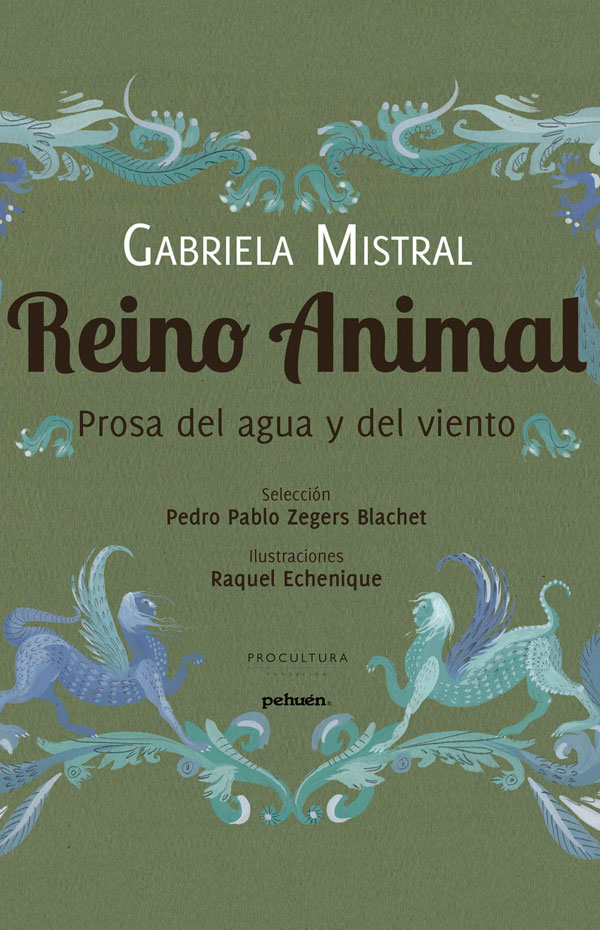 GABRIELA MISTRAL
Reino Animal
Prosa del agua y del viento
Selección
Pedro Pablo Zegers Blachet
Ilustraciones
Raquel Echenique
PROCULTURA
FUNDACIÓN
pehuén®